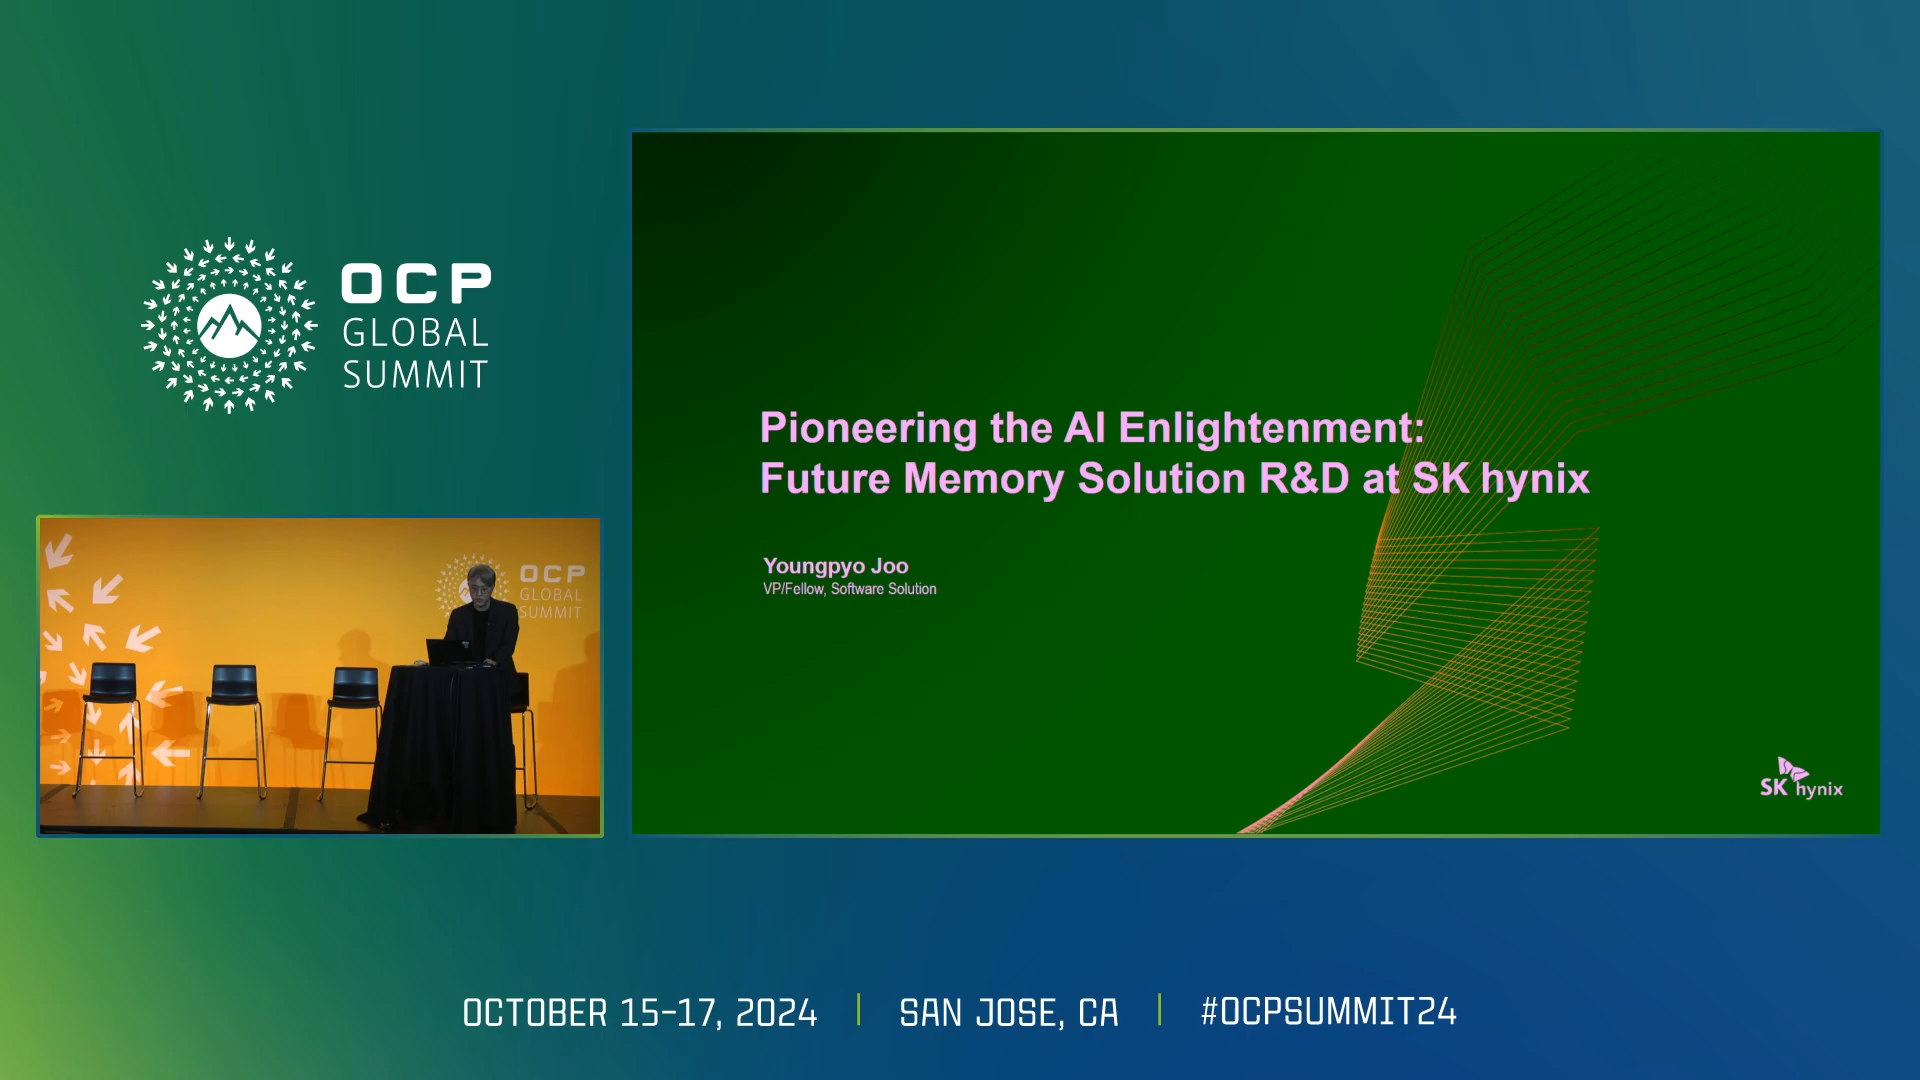 OCP
GLOBAL
SUMMIT
Pioneering the AI Enlightenment:
Future Memory Solution R&D at SK hynix
Youngpyo Joo
VP/Fellow, Software Solution
SK hynix
OCP
GLOBAL
SUMMIT
OCTOBER 15-17, 2024
SAN JOSE, CA
#OCPSUMMIT24